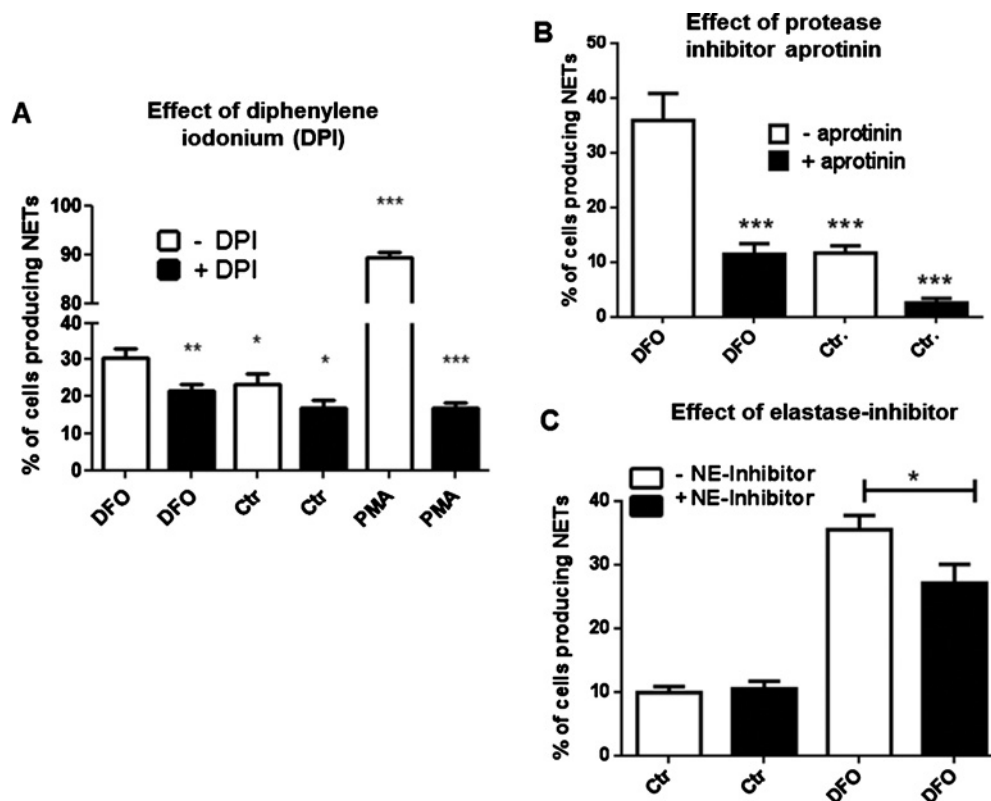 A
Effect of diphenylene
iodonium (DPI)
% of cells producing NETs
100
90
80
40
30
20
10
0
- DPI
+ DPI
***
**
*
*
***
DFO
DFO
Ctr
Ctr
PMA
PMA
B
Effect of protease
inhibitor aprotinin
% of cells producing NETs
50
40
30
20
10
0
- aprotinin
+ aprotinin
***
***
***
DFO
DFO
Ctr.
Ctr.
C
Effect of elastase-inhibitor
% of cells producing NETs
40
30
20
10
0
- NE-Inhibitor
+ NE-Inhibitor
*
Ctr
Ctr
DFO
DFO